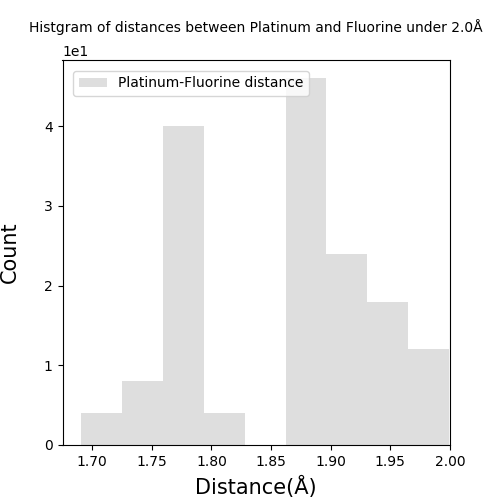 Histgram of distances between Platinum and Fluorine under 2.0Å
1e1
Platinum-Fluorine distance
4
3
2
1
0
Count
1.70 1.75 1.80 1.85 1.90 1.95 2.00
Distance(Å)